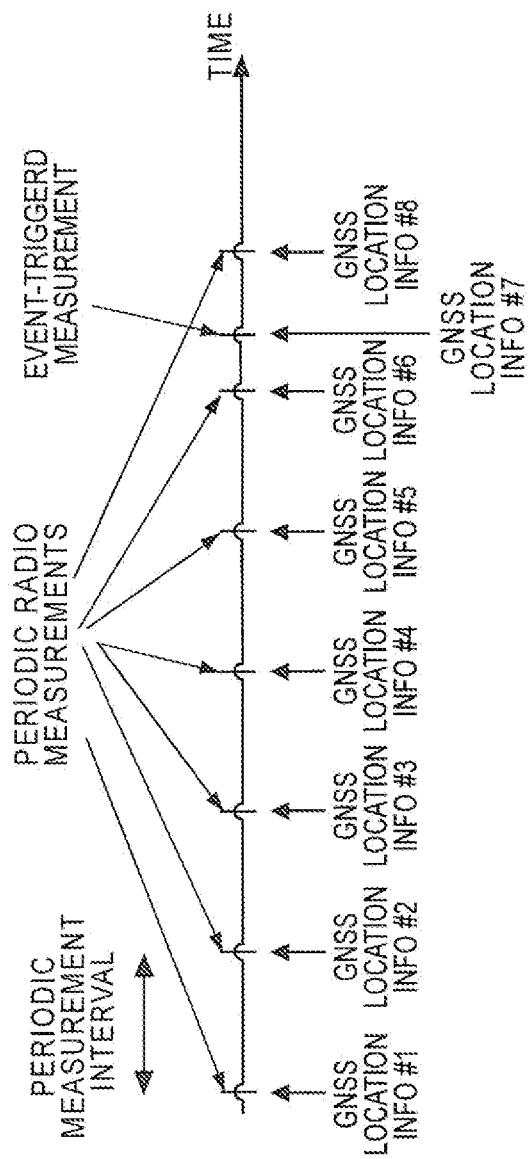 PERIODIC
MEASUREMENT
INTERVAL
PERIODIC RADIO
MEASUREMENTS
EVENT-TRIGGERD
MEASUREMENT
TIME
GNSS
LOCATION
INFO #1
GNSS
LOCATION
INFO #2
GNSS
LOCATION
INFO #3
GNSS
LOCATION
INFO #4
GNSS
LOCATION
INFO #5
GNSS
LOCATION
INFO #6
GNSS
LOCATION
INFO #7
GNSS
LOCATION
INFO #8